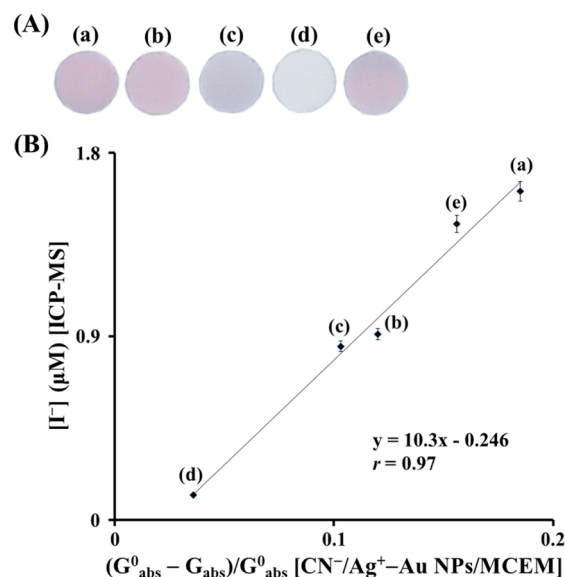 (A)
(a) (b) (c) (d) (e)
(B)
1.8
0.9
0
[I⁻] (μM) [ICP-MS]
(a)
(e)
(c) (b)
(d)
y = 10.3x - 0.246
r = 0.97
0 0.1 0.2
(G⁰abs – Gabs)/G⁰abs [CN⁻/Ag⁺–Au NPs/MCEM]